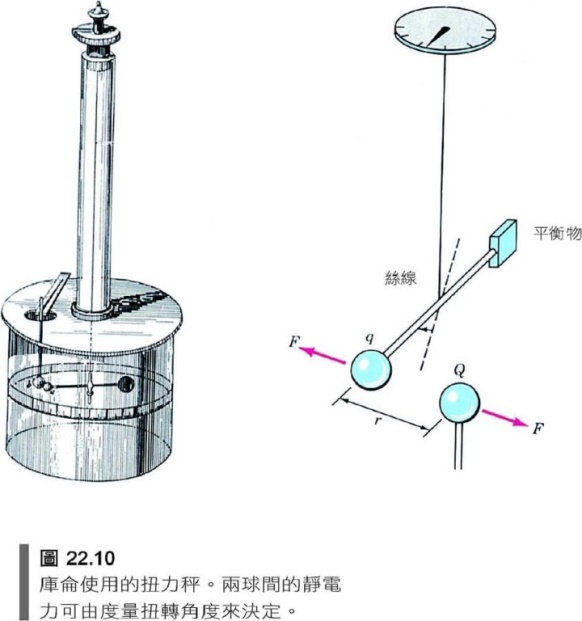 平衡物
絲線
F
q
Q
r
F
圖 22.10
庫侖使用的扭力秤。兩球間的靜電
力可由度量扭轉角度來決定。